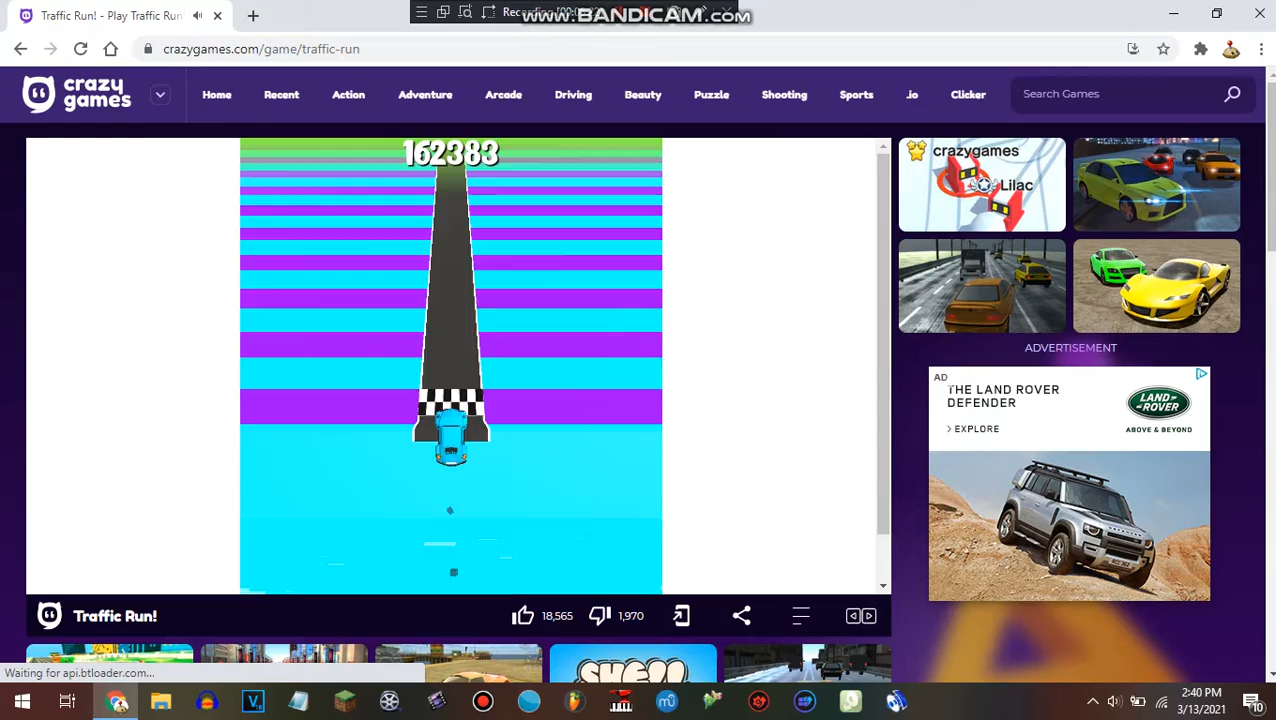 Traffic Run! - Play Traffic Run!
Recording
www.BANDICAM.com
crazygames.com/game/traffic-run
crazy games
Home
Recent
Action
Adventure
Arcade
Driving
Beauty
Puzzle
Shooting
Sports
.io
Clicker
Search Games
162383
crazygames
Lilac
ADVERTISEMENT
AD
THE LAND ROVER
DEFENDER
LAND-
ROVER
ABOVE & BEYOND
> EXPLORE
Traffic Run!
18,565
1,970
Waiting for api.btloader.com...
2:40 PM
3/13/2021
10